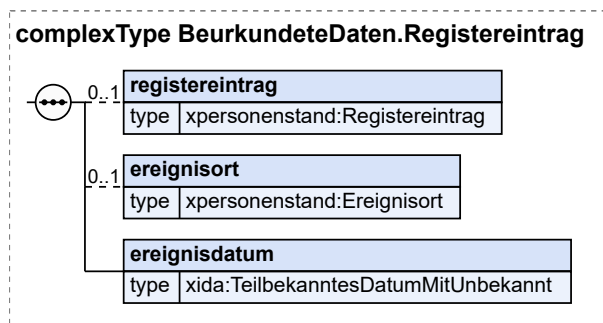 complexType BeurkundeteDaten.Registereintrag
0..1
registereintrag
type xpersonenstand:Registereintrag
0..1
ereignisort
type xpersonenstand:Ereignisort
ereignisdatum
type xida:TeilbekanntesDatumMitUnbekannt